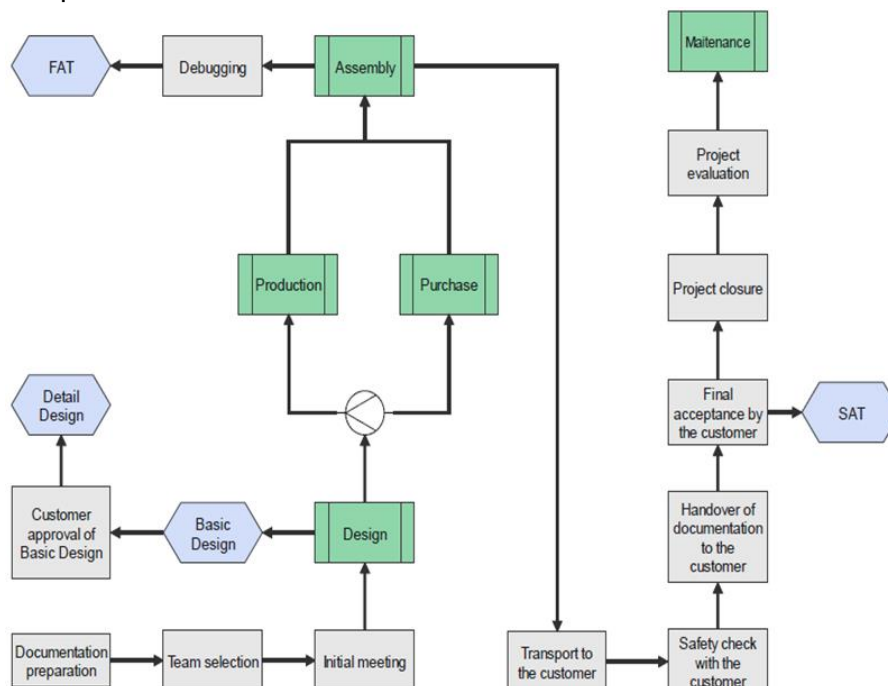 FAT
Debugging
Assembly
Maitenance
Project
evaluation
Production
Purchase
Project closure
Detail
Design
Final
acceptance by
the customer
SAT
Customer
approval of
Basic Design
Basic
Design
Design
Handover of
documentation
to the
customer
Documentation
preparation
Team selection
Initial meeting
Transport to
the customer
Safety check
with the
customer